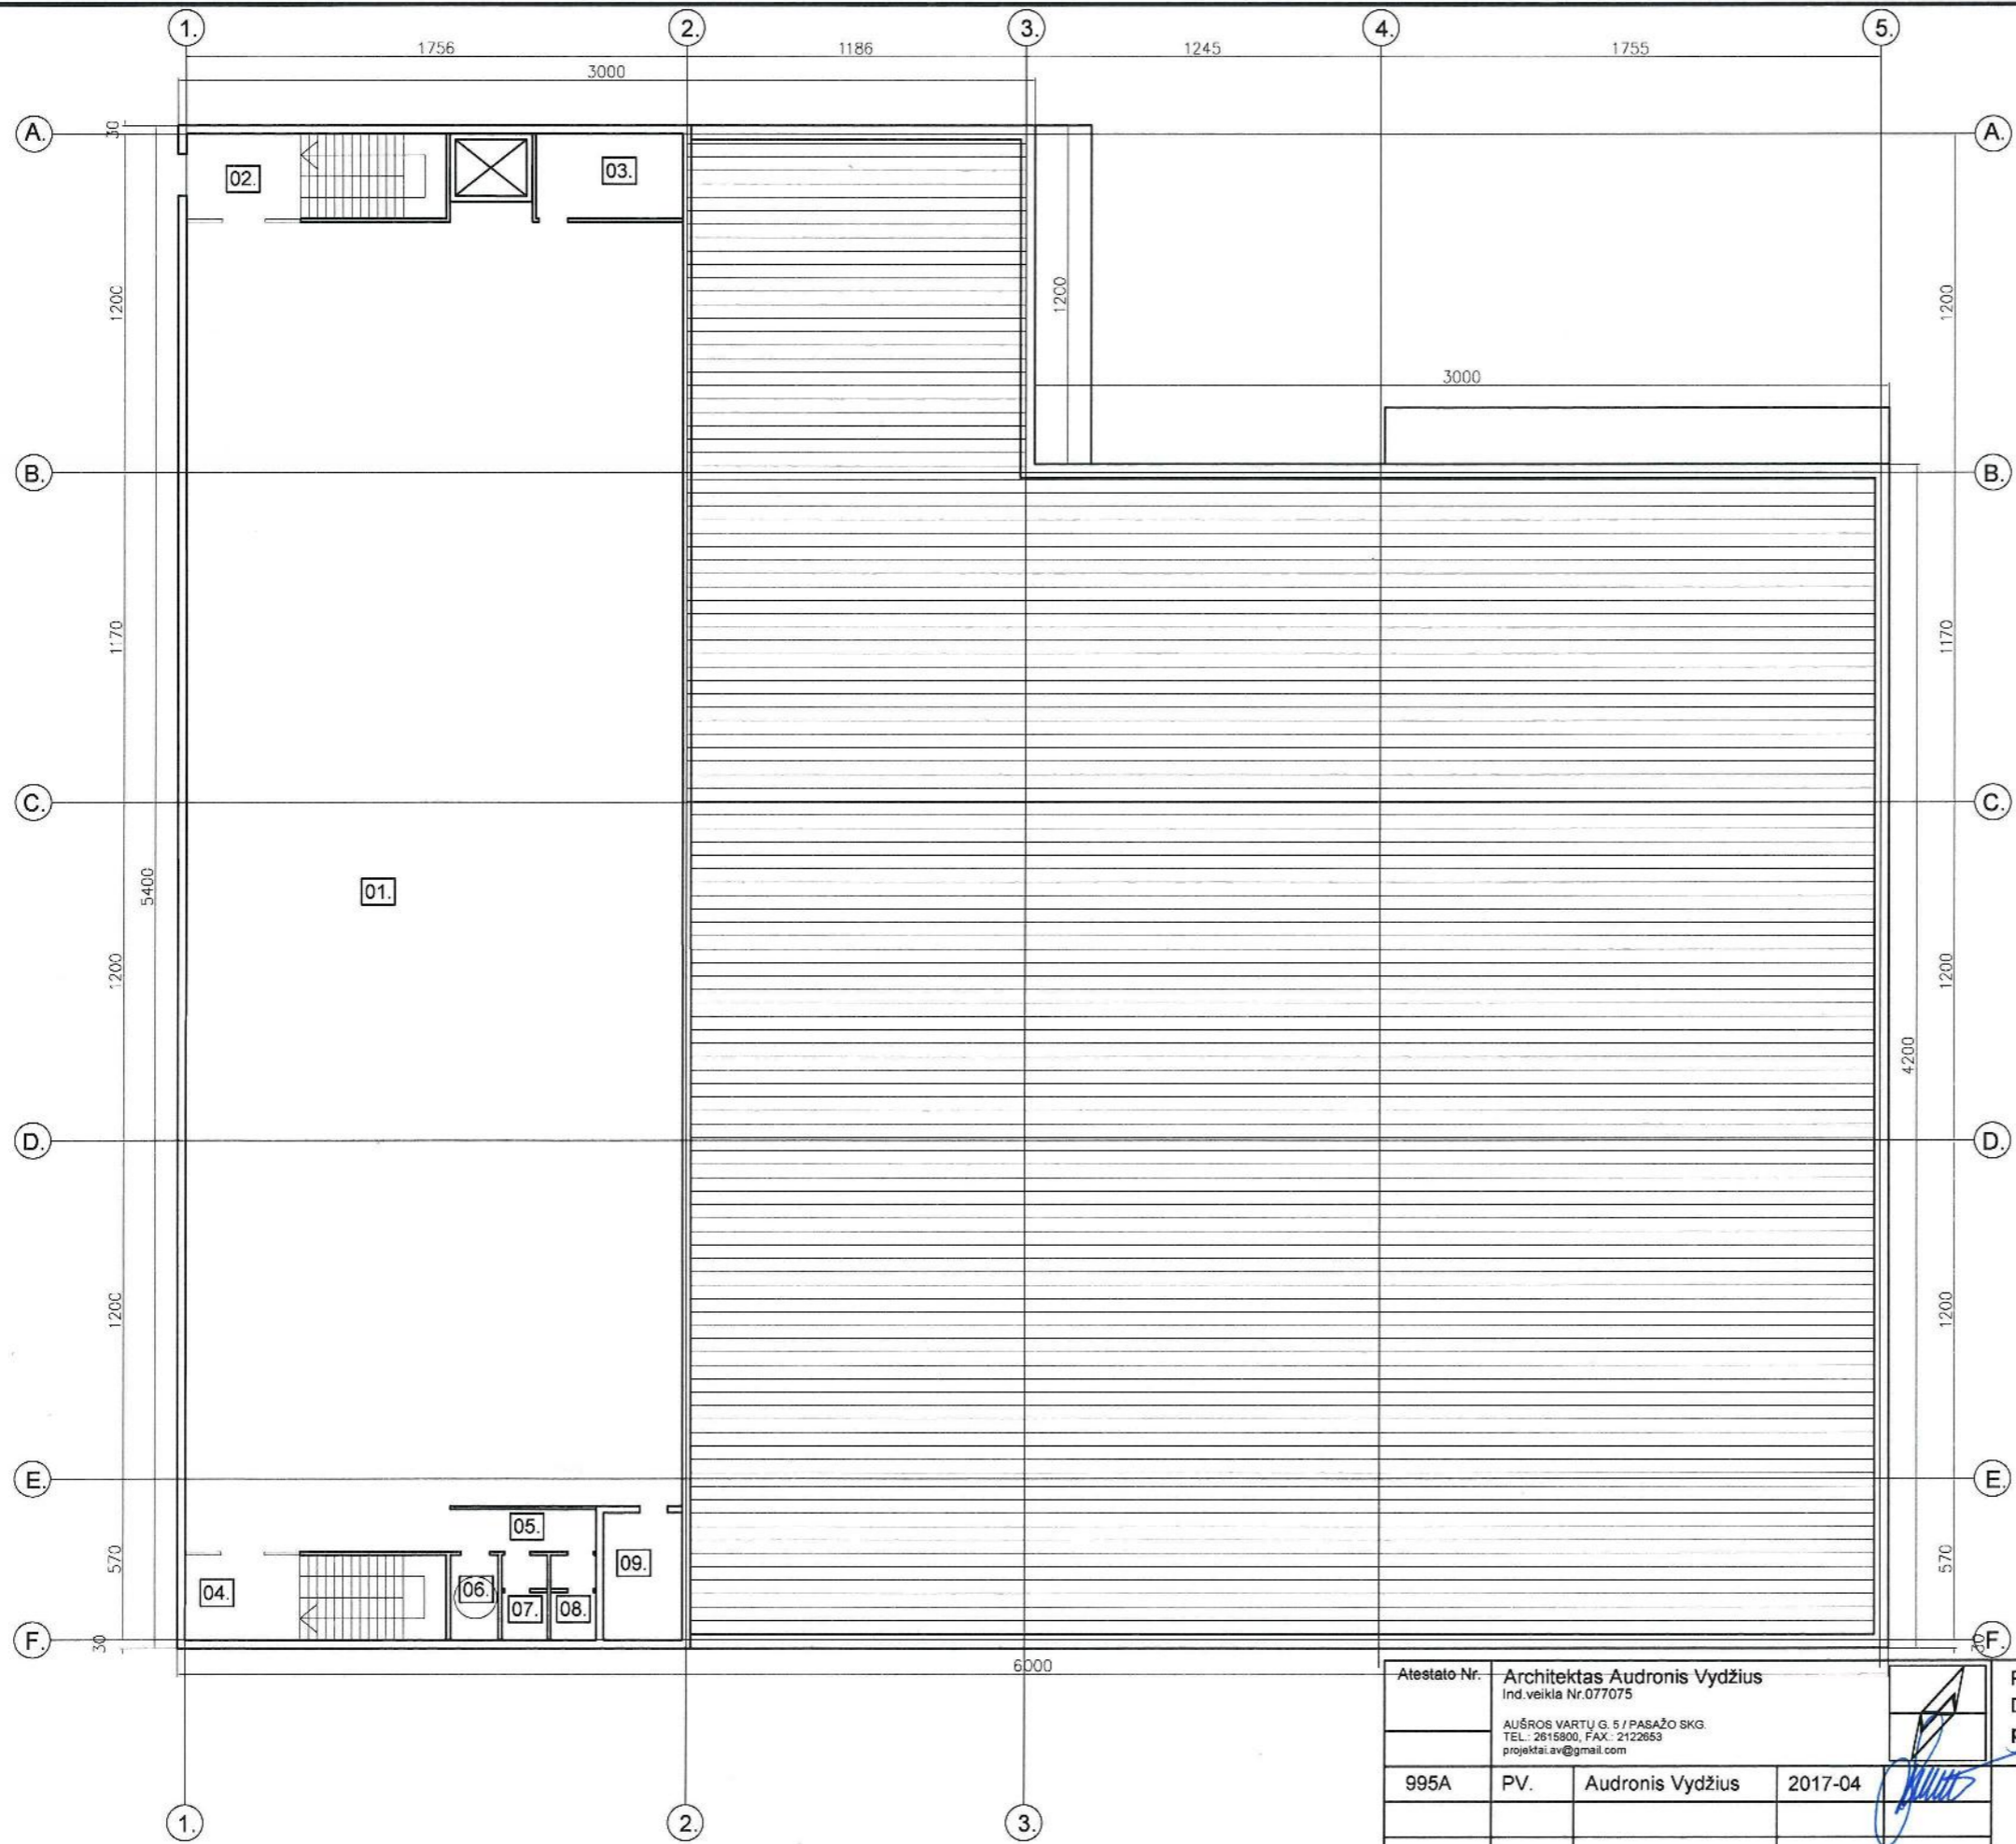 1. 2. 3. 4. 5.
1756 1186 1245 1755
3000
A. 30 A.
02. 03.
1200 1200 1200
3000
B. B.
1170 1170
C. C.
5400 01.
1200 1200
4200
D. D.
1200 1200
E. E.
05.
570 09. 570
04. 06. 07. 08.
F. 30 F.
6000
Atestato Nr. Architektas Audronis Vydžius
Ind.veikla Nr.077075
AUŠROS VARTŲ G. 5 / PASAŽO SKG.
TEL.: 2615800, FAX.: 2122653
projektai.av@gmail.com
995A PV. Audronis Vydžius 2017-04
1. 2. 3.